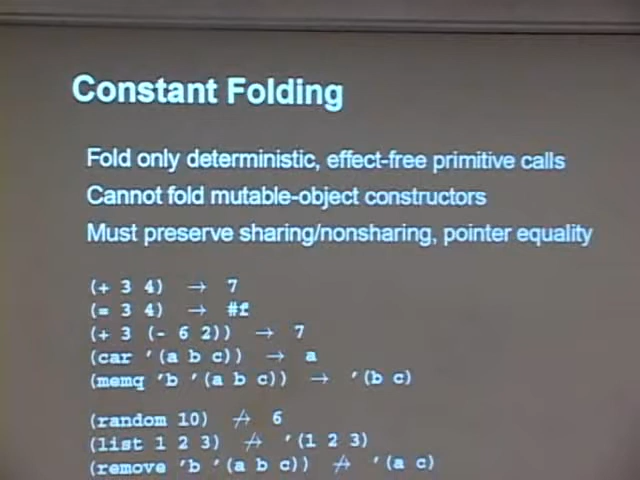 Constant Folding
Fold only deterministic, effect-free primitive calls
Cannot fold mutable-object constructors
Must preserve sharing/nonsharing, pointer equality
(+ 3 4) → 7
(= 3 4) → #f
(+ 3 (- 6 2)) → 7
(car '(a b c)) → a
(memq 'b '(a b c)) → '(b c)
(random 10) ↛ 6
(list 1 2 3) ↛ '(1 2 3)
(remove 'b '(a b c)) ↛ '(a c)